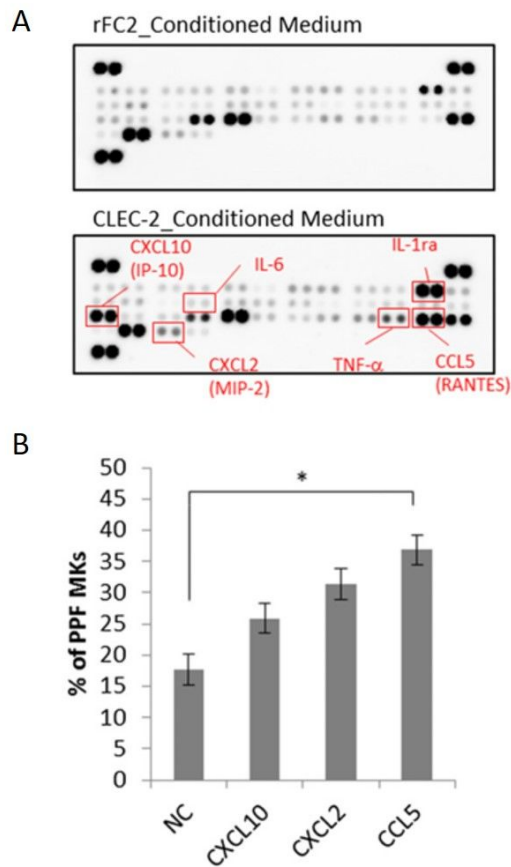 A
rFC2_Conditioned Medium
CLEC-2_Conditioned Medium
CXCL10
(IP-10)
IL-6
IL-1ra
CXCL2
(MIP-2)
TNF-α
CCL5
(RANTES)
B
% of PPF MKs
50
45
40
35
30
25
20
15
10
5
0
*
NC
CXCL10
CXCL2
CCL5